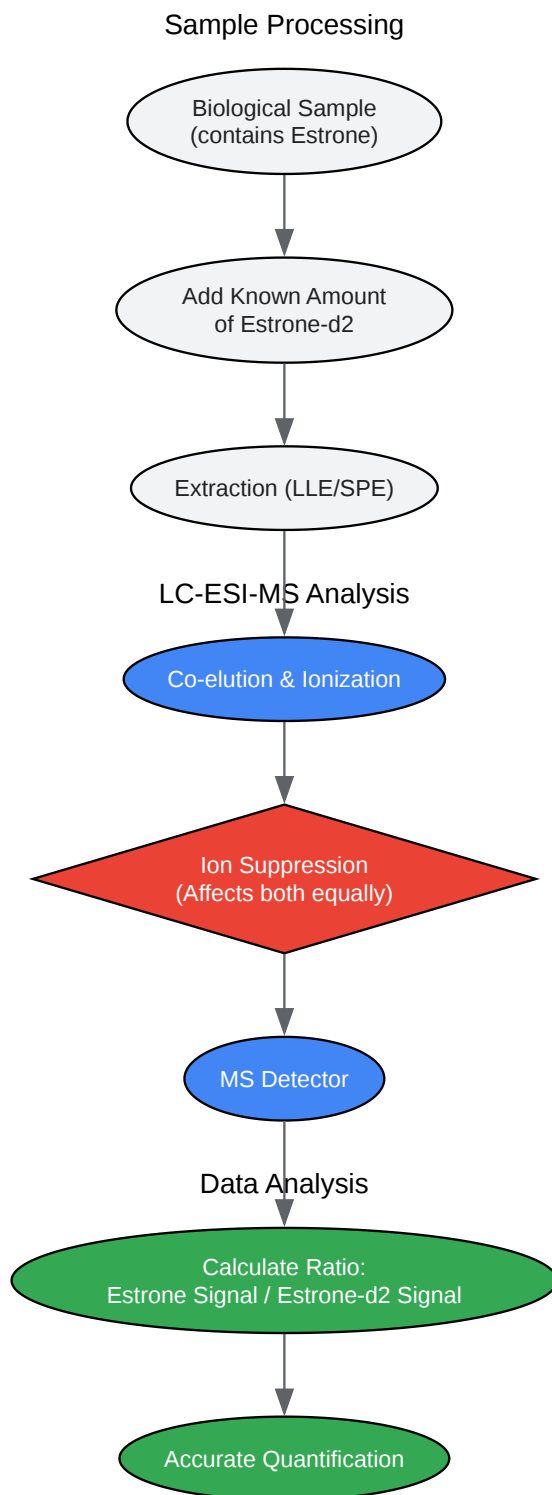 Sample Processing
Biological Sample
(contains Estrone)
Add Known Amount
of Estrone-d2
Extraction (LLE/SPE)
LC-ESI-MS Analysis
Co-elution & Ionization
Ion Suppression
(Affects both equally)
MS Detector
Data Analysis
Calculate Ratio:
Estrone Signal / Estrone-d2 Signal
Accurate Quantification